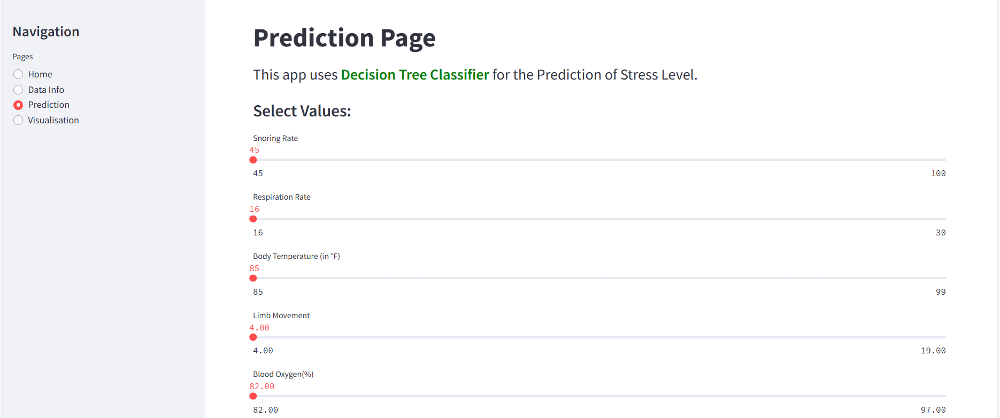 Navigation
Pages
Home
Data Info
Prediction
Visualisation
Prediction Page
This app uses Decision Tree Classifier for the Prediction of Stress Level.
Select Values:
Snoring Rate
45
45 100
Respiration Rate
16
16 30
Body Temperature (in °F)
85
85 99
Limb Movement
4.00
4.00 19.00
Blood Oxygen(%)
82.00
82.00 97.00